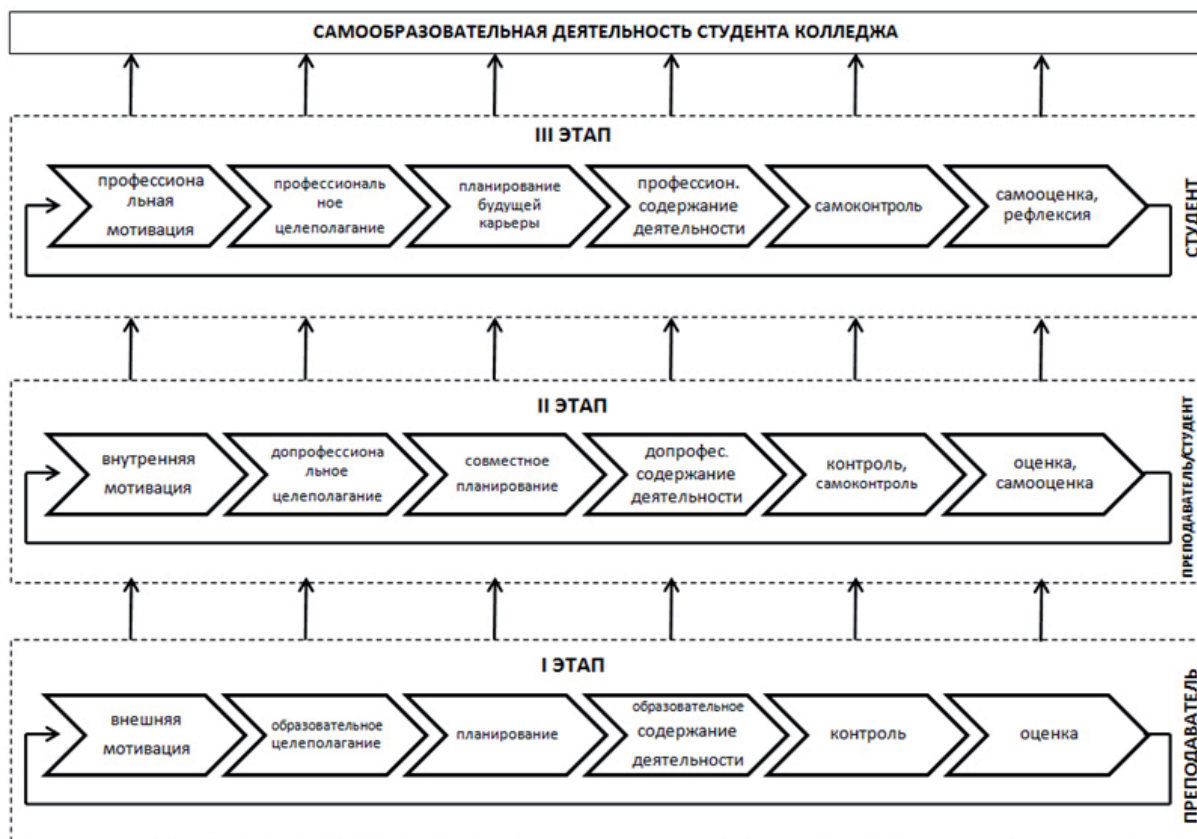 САМООБРАЗОВАТЕЛЬНАЯ ДЕЯТЕЛЬНОСТЬ СТУДЕНТА КОЛЛЕДЖА
III ЭТАП
профессиона
льная
мотивация
профессиональ
ное
целеполагание
планирование
будущей
карьеры
профессион.
содержание
деятельности
самоконтроль
самооценка,
рефлексия
СТУДЕНТ
II ЭТАП
внутренняя
мотивация
допрофессиона
льное
целеполагание
совместное
планирование
допрофес.
содержание
деятельности
контроль,
самоконтроль
оценка,
самооценка
ПРЕПОДАВАТЕЛЬ/СТУДЕНТ
I ЭТАП
внешняя
мотивация
образовательное
целеполагание
планирование
образовательное
содержание
деятельности
контроль
оценка
ПРЕПОДАВАТЕЛЬ